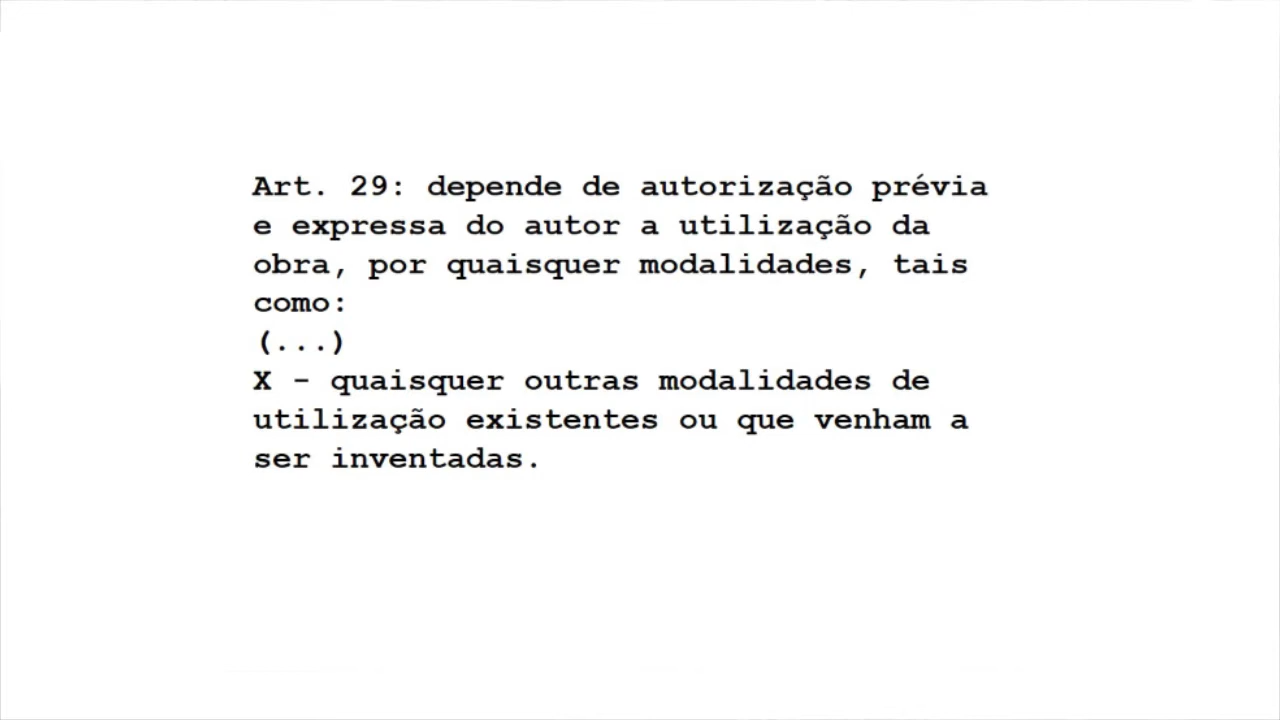 Art. 29: depende de autorização prévia
e expressa do autor a utilização da
obra, por quaisquer modalidades, tais
como:
(...)
X - quaisquer outras modalidades de
utilização existentes ou que venham a
ser inventadas.